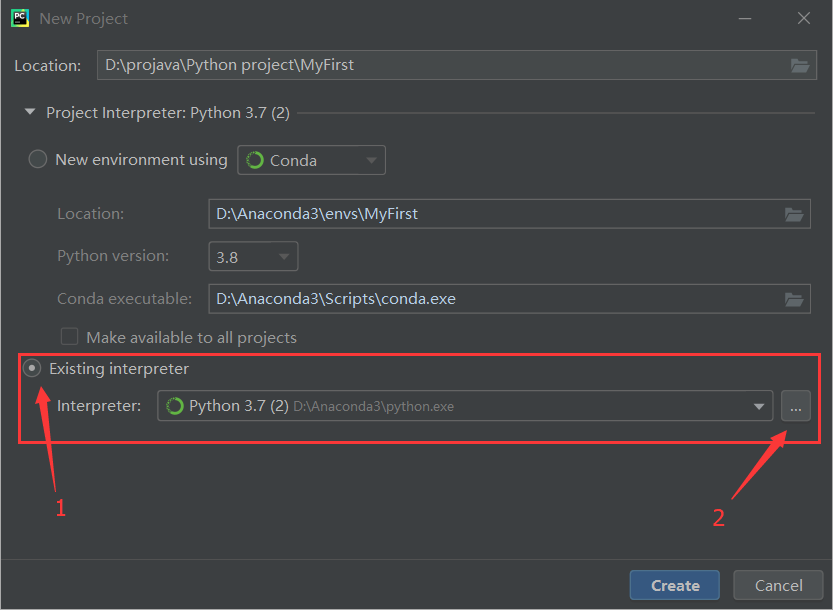 PC New Project
Location: D:\projava\Python project\MyFirst
Project Interpreter: Python 3.7 (2)
New environment using Conda
Location: D:\Anaconda3\envs\MyFirst
Python version: 3.8
Conda executable: D:\Anaconda3\Scripts\conda.exe
Make available to all projects
Existing interpreter
Interpreter: Python 3.7 (2) D:\Anaconda3\python.exe ...
1
2
Create Cancel